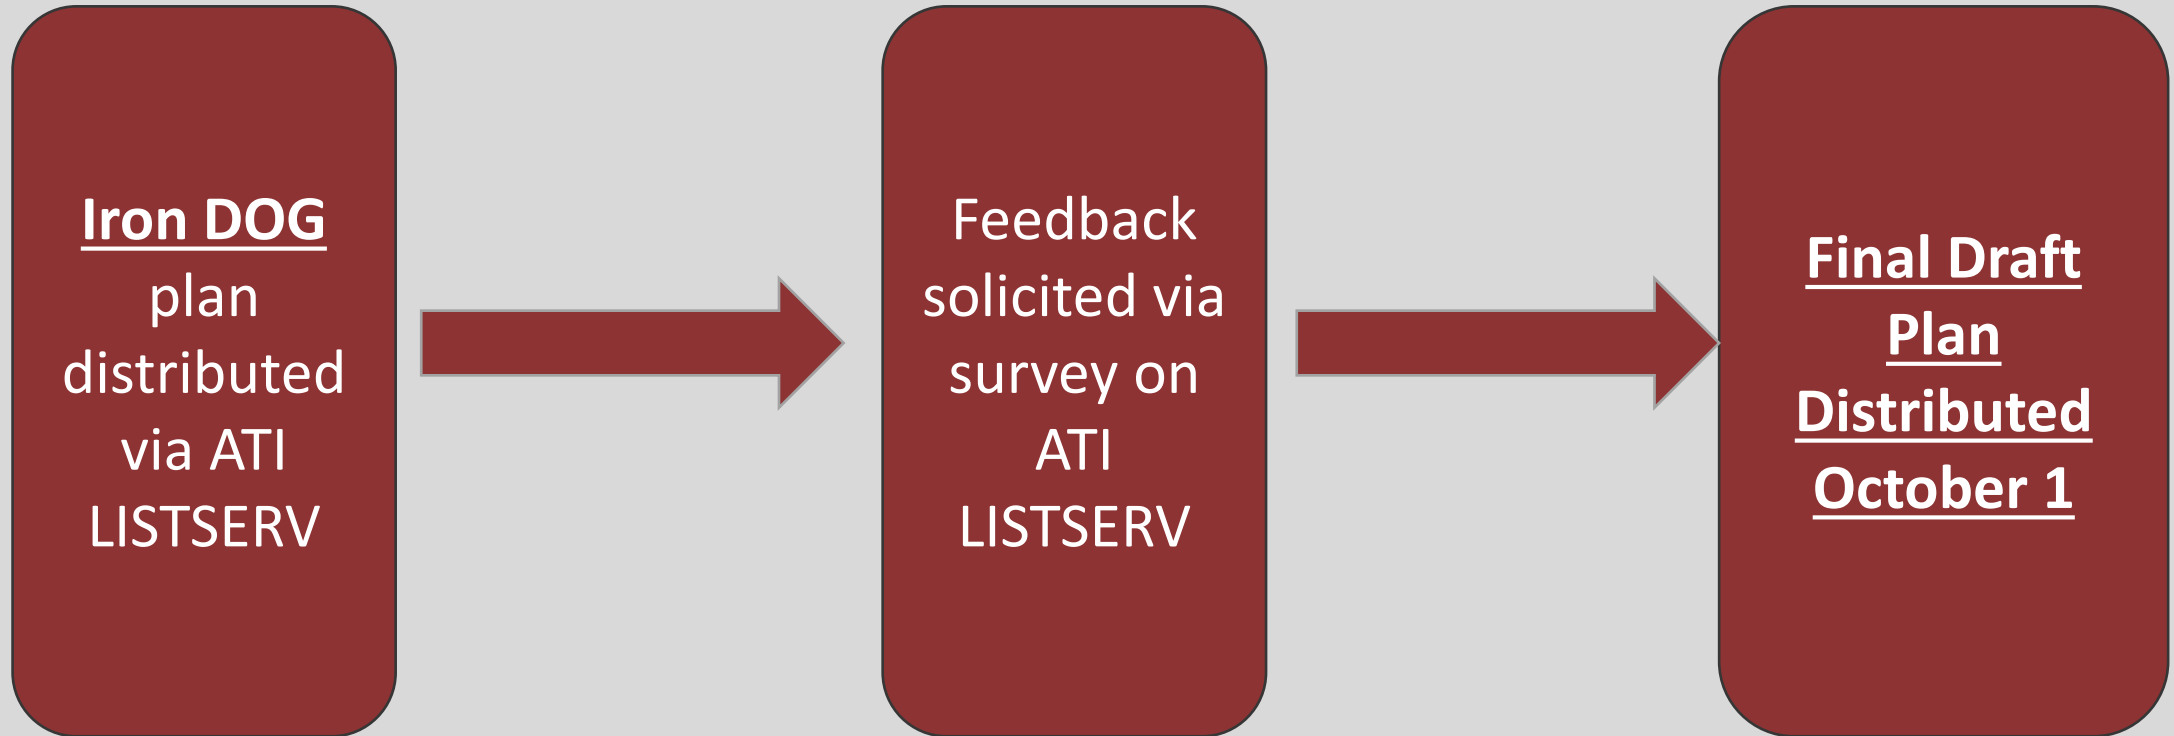 Iron DOG
plan
distributed
via ATI
LISTSERV
Feedback
solicited via
survey on
ATI
LISTSERV
Final Draft
Plan
Distributed
October 1